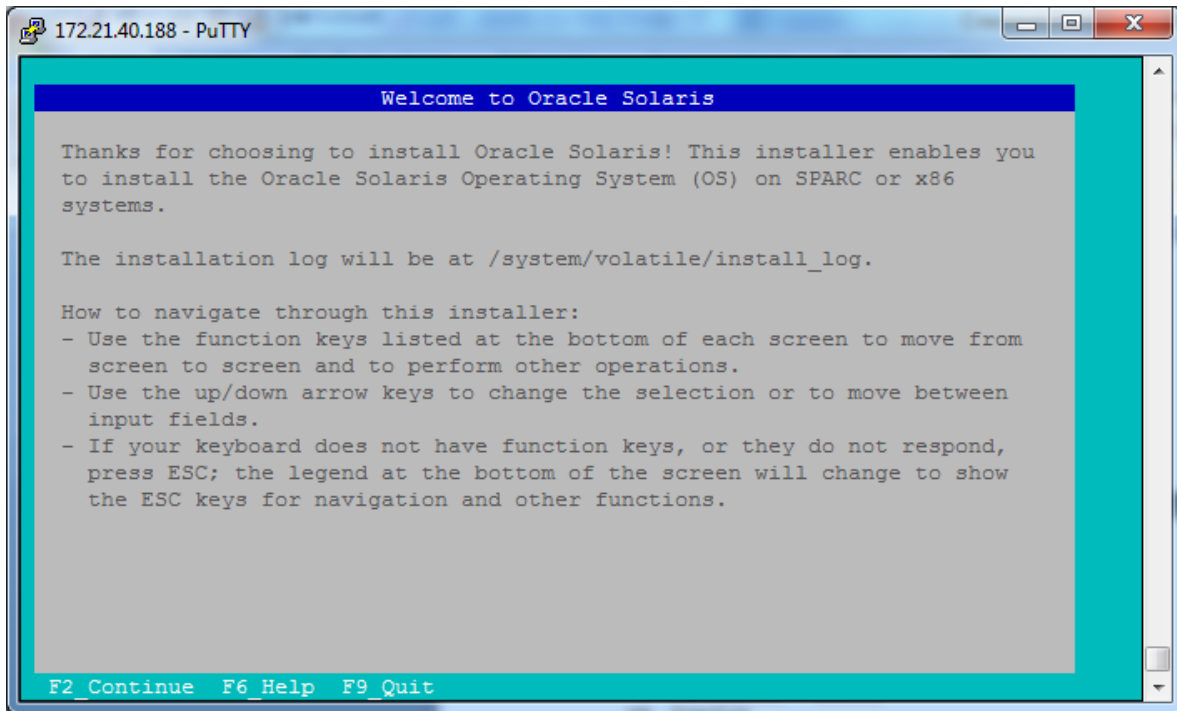 172.21.40.188 - PuTTY
Welcome to Oracle Solaris
Thanks for choosing to install Oracle Solaris! This installer enables you
to install the Oracle Solaris Operating System (OS) on SPARC or x86
systems.
The installation log will be at /system/volatile/install_log.
How to navigate through this installer:
- Use the function keys listed at the bottom of each screen to move from
screen to screen and to perform other operations.
- Use the up/down arrow keys to change the selection or to move between
input fields.
- If your keyboard does not have function keys, or they do not respond,
press ESC; the legend at the bottom of the screen will change to show
the ESC keys for navigation and other functions.
F2_Continue F6_Help F9_Quit